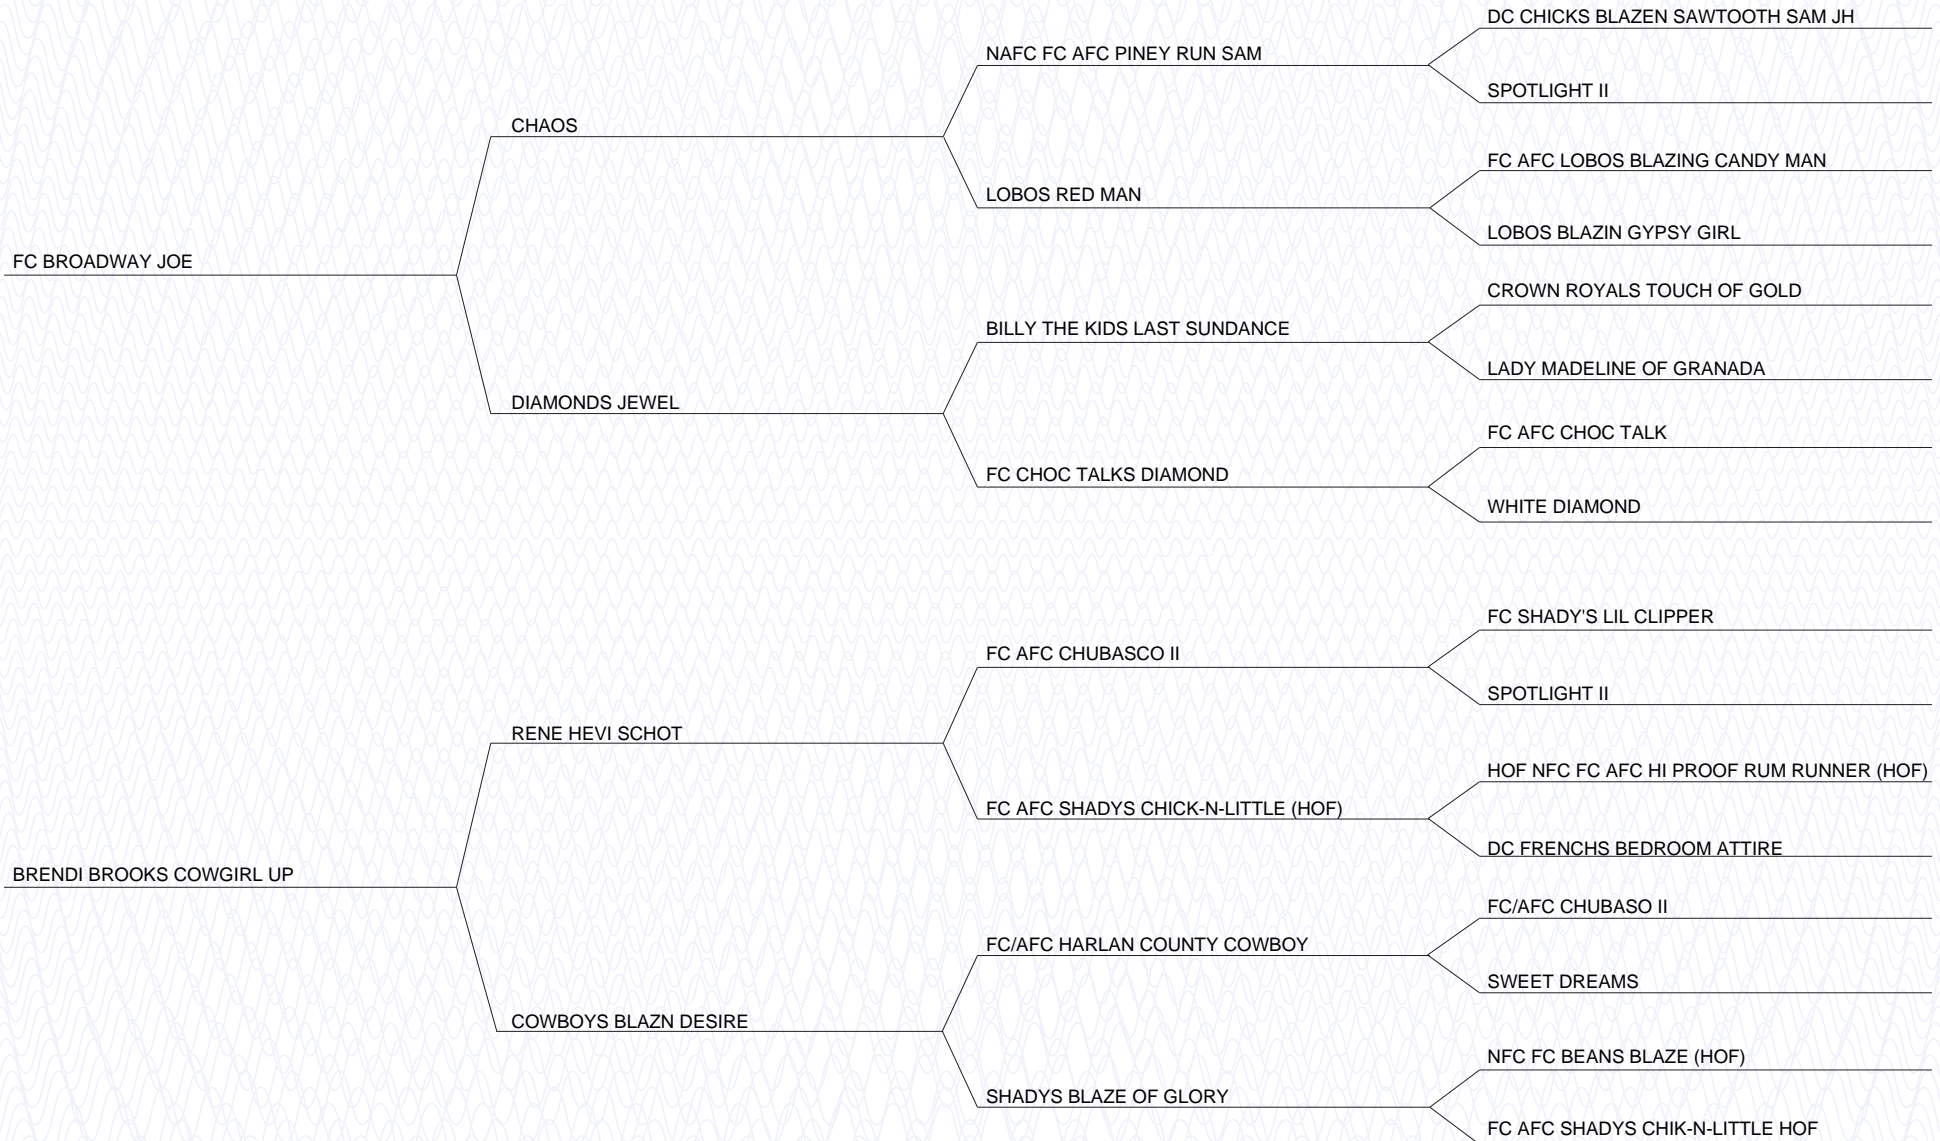 DC CHICKS BLAZEN SAWTOOTH SAM JH
NAFC FC AFC PINEY RUN SAM
SPOTLIGHT II
CHAOS
FC AFC LOBOS BLAZING CANDY MAN
LOBOS RED MAN
LOBOS BLAZIN GYPSY GIRL
FC BROADWAY JOE
CROWN ROYALS TOUCH OF GOLD
BILLY THE KIDS LAST SUNDANCE
LADY MADELINE OF GRANADA
DIAMONDS JEWEL
FC AFC CHOC TALK
FC CHOC TALKS DIAMOND
WHITE DIAMOND
FC SHADY'S LIL CLIPPER
FC AFC CHUBASCO II
SPOTLIGHT II
RENE HEVI SCHOT
HOF NFC FC AFC HI PROOF RUM RUNNER (HOF)
FC AFC SHADYS CHICK-N-LITTLE (HOF)
DC FRENCHS BEDROOM ATTIRE
BRENDI BROOKS COWGIRL UP
FC/AFC CHUBASO II
FC/AFC HARLAN COUNTY COWBOY
SWEET DREAMS
COWBOYS BLAZN DESIRE
NFC FC BEANS BLAZE (HOF)
SHADYS BLAZE OF GLORY
FC AFC SHADYS CHIK-N-LITTLE HOF